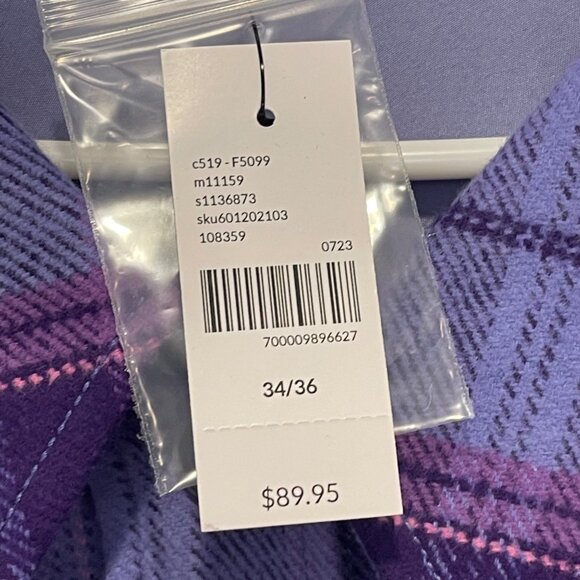 c519 - F5099
m11159
s1136873
sku601202103
108359
0723
700009896627
34/36
$89.95